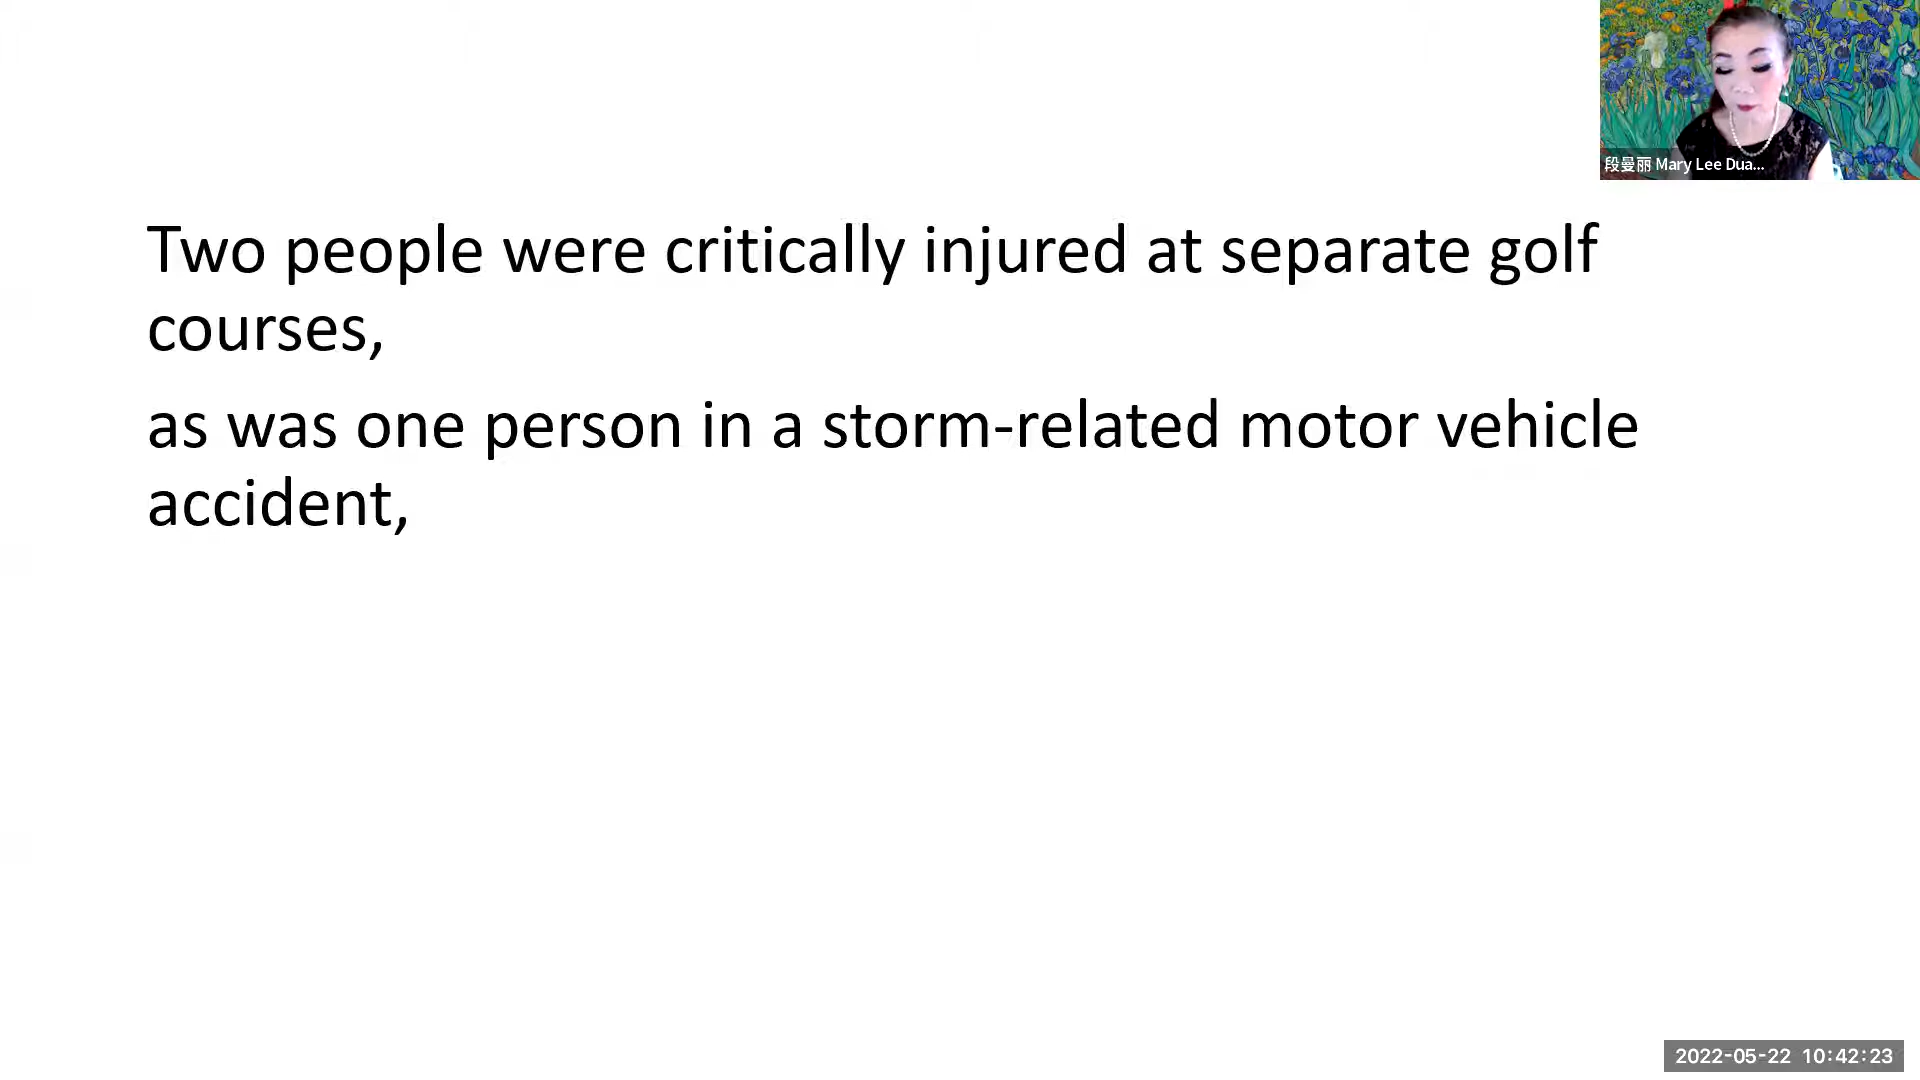 段曼丽 Mary Lee Dua...
Two people were critically injured at separate golf
courses,
as was one person in a storm-related motor vehicle
accident,
2022-05-22 10:42:23